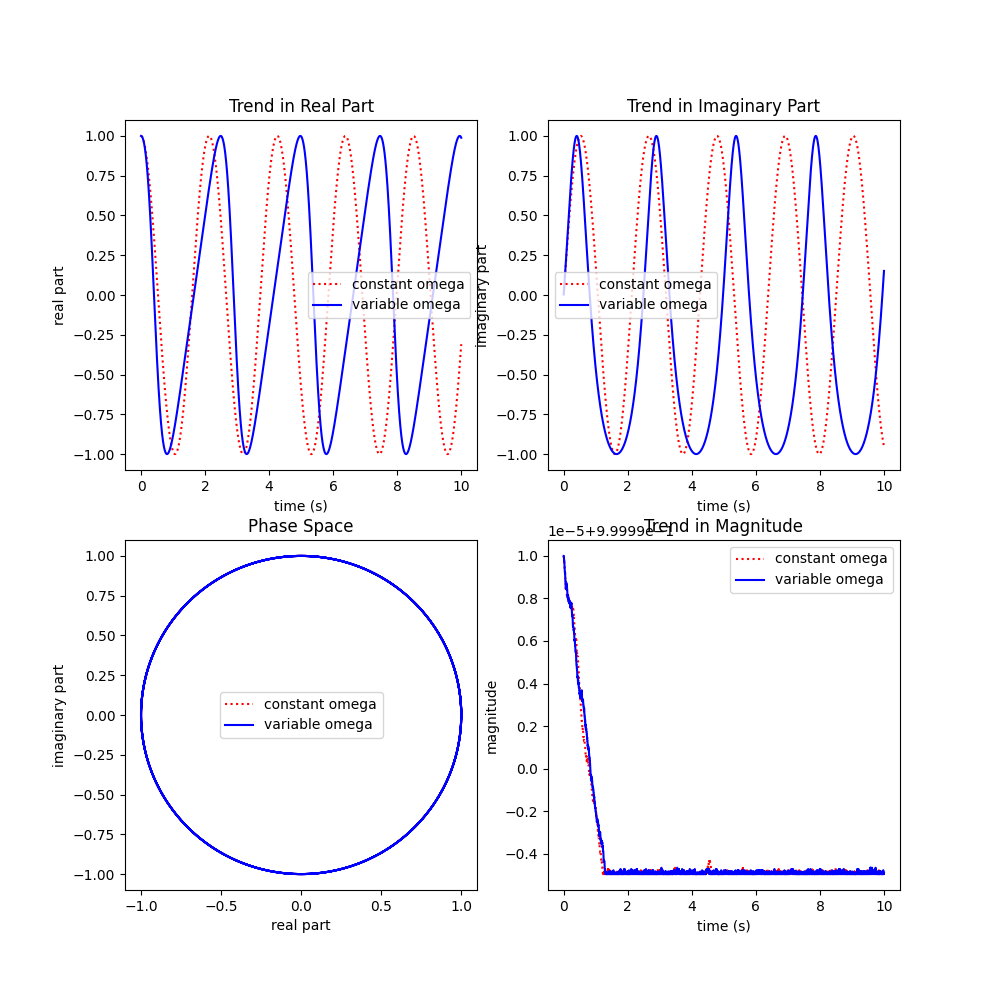 Trend in Real Part
1.00
0.75
0.50
0.25
0.00
−0.25
−0.50
−0.75
−1.00
real part
constant omega
variable omega
0 2 4 6 8 10
time (s)
Trend in Imaginary Part
1.00
0.75
0.50
0.25
0.00
−0.25
−0.50
−0.75
−1.00
imaginary part
constant omega
variable omega
0 2 4 6 8 10
time (s)
Phase Space
1.00
0.75
0.50
0.25
0.00
−0.25
−0.50
−0.75
−1.00
imaginary part
constant omega
variable omega
−1.0 −0.5 0.0 0.5 1.0
real part
1e−5+9.9999e−1
Trend in Magnitude
1.0
0.8
0.6
0.4
0.2
0.0
−0.2
−0.4
magnitude
constant omega
variable omega
0 2 4 6 8 10
time (s)